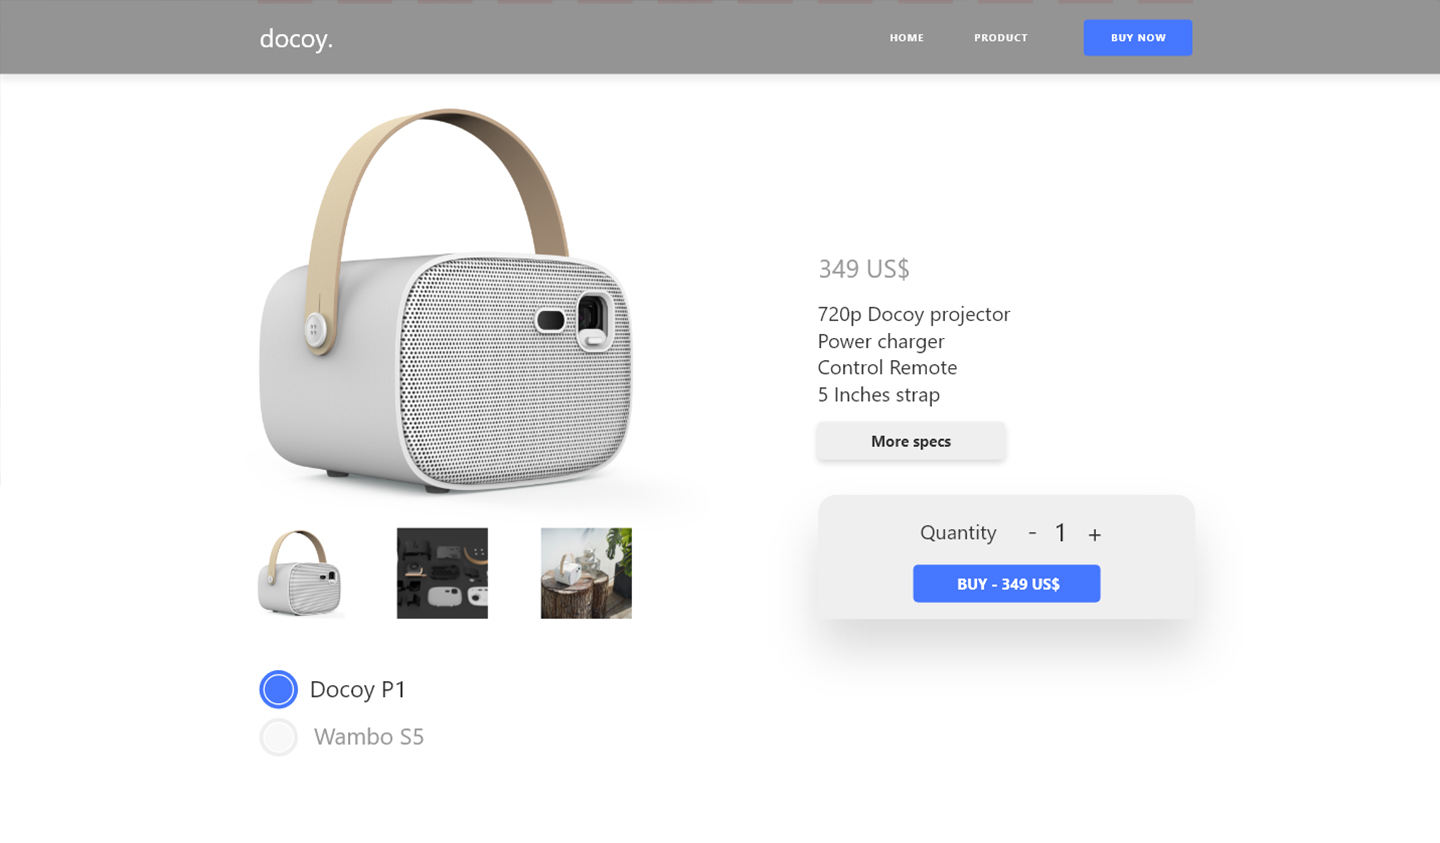 docoy.
HOME
PRODUCT
BUY NOW
349 US$
720p Docoy projector
Power charger
Control Remote
5 Inches strap
More specs
Quantity - 1 +
BUY - 349 US$
Docoy P1
Wambo S5